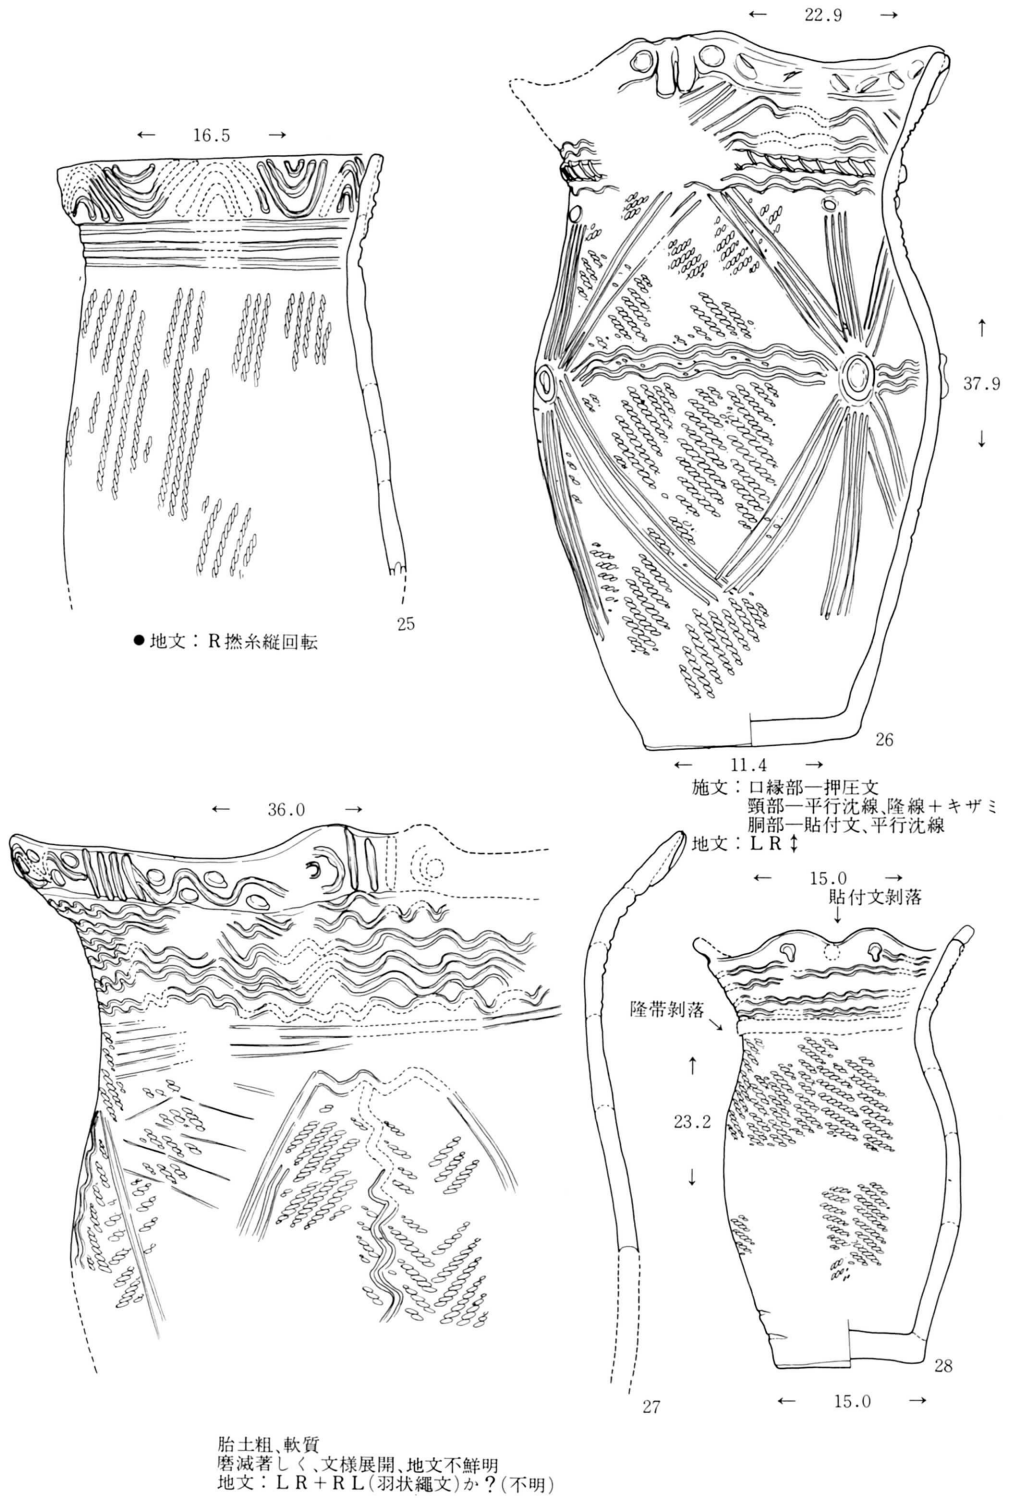 ← 22.9 →
← 16.5 →
↑
37.9
↓
25
●地文：R撚糸縦回転
26
← 11.4 →
施文：口縁部―押圧文
頸部―平行沈線、隆線＋キザミ
胴部―貼付文、平行沈線
地文：LR↕
← 36.0 →
← 15.0 →
貼付文剝落
↓
隆帯剝落
↑
23.2
↓
28
← 15.0 →
27
胎土粗、軟質
磨滅著しく、文様展開、地文不鮮明
地文：LR＋RL(羽状縄文)か？(不明)